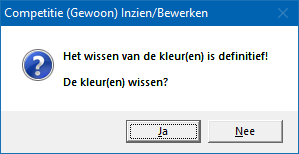 Competitie (Gewoon) Inzien/Bewerken
Het wissen van de kleur(en) is definitief!
De kleur(en) wissen?
Ja
Nee